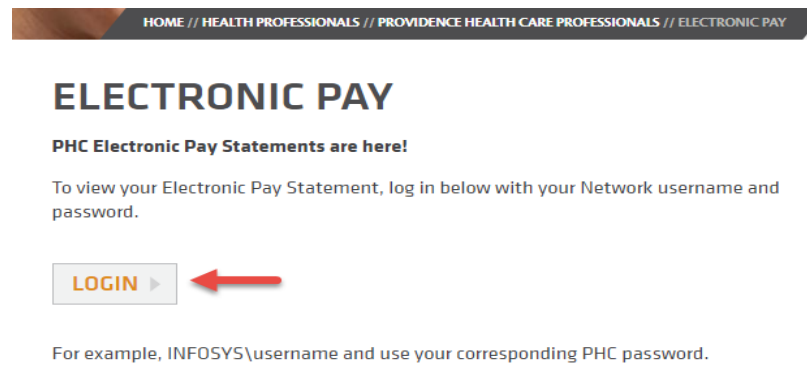 HOME // HEALTH PROFESSIONALS // PROVIDENCE HEALTH CARE PROFESSIONALS // ELECTRONIC PAY
ELECTRONIC PAY
PHC Electronic Pay Statements are here!
To view your Electronic Pay Statement, log in below with your Network username and
password.
LOGIN
For example, INFOSYS\username and use your corresponding PHC password.